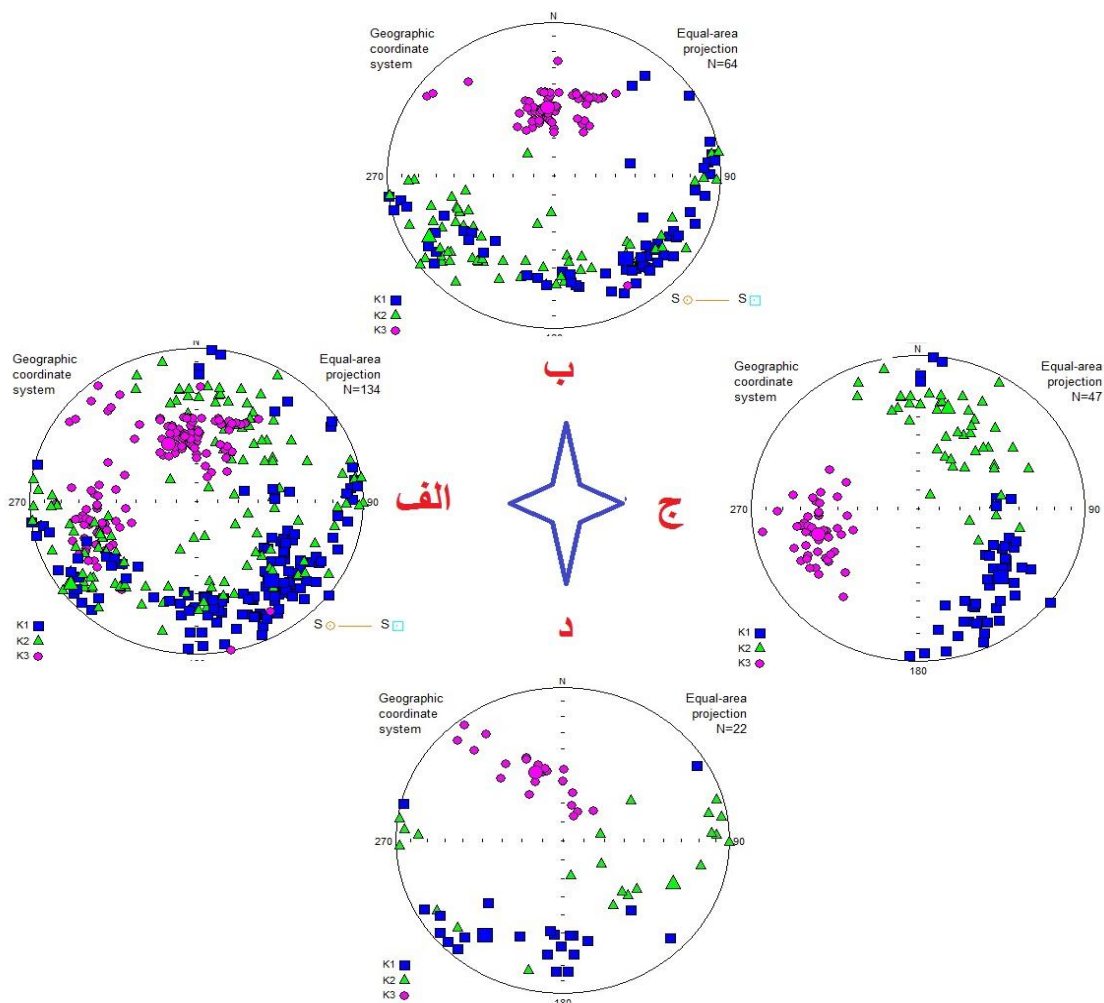 N
Geographic
coordinate
system
Equal-area
projection
N=64
270
90
K1
K2
K3
S
S
ب
N
Geographic
coordinate
system
Equal-area
projection
N=134
270
90
K1
K2
K3
S
S
الف
ج
N
Geographic
coordinate
system
Equal-area
projection
N=47
270
90
K1
K2
K3
180
د
N
Geographic
coordinate
system
Equal-area
projection
N=22
270
90
K1
K2
K3